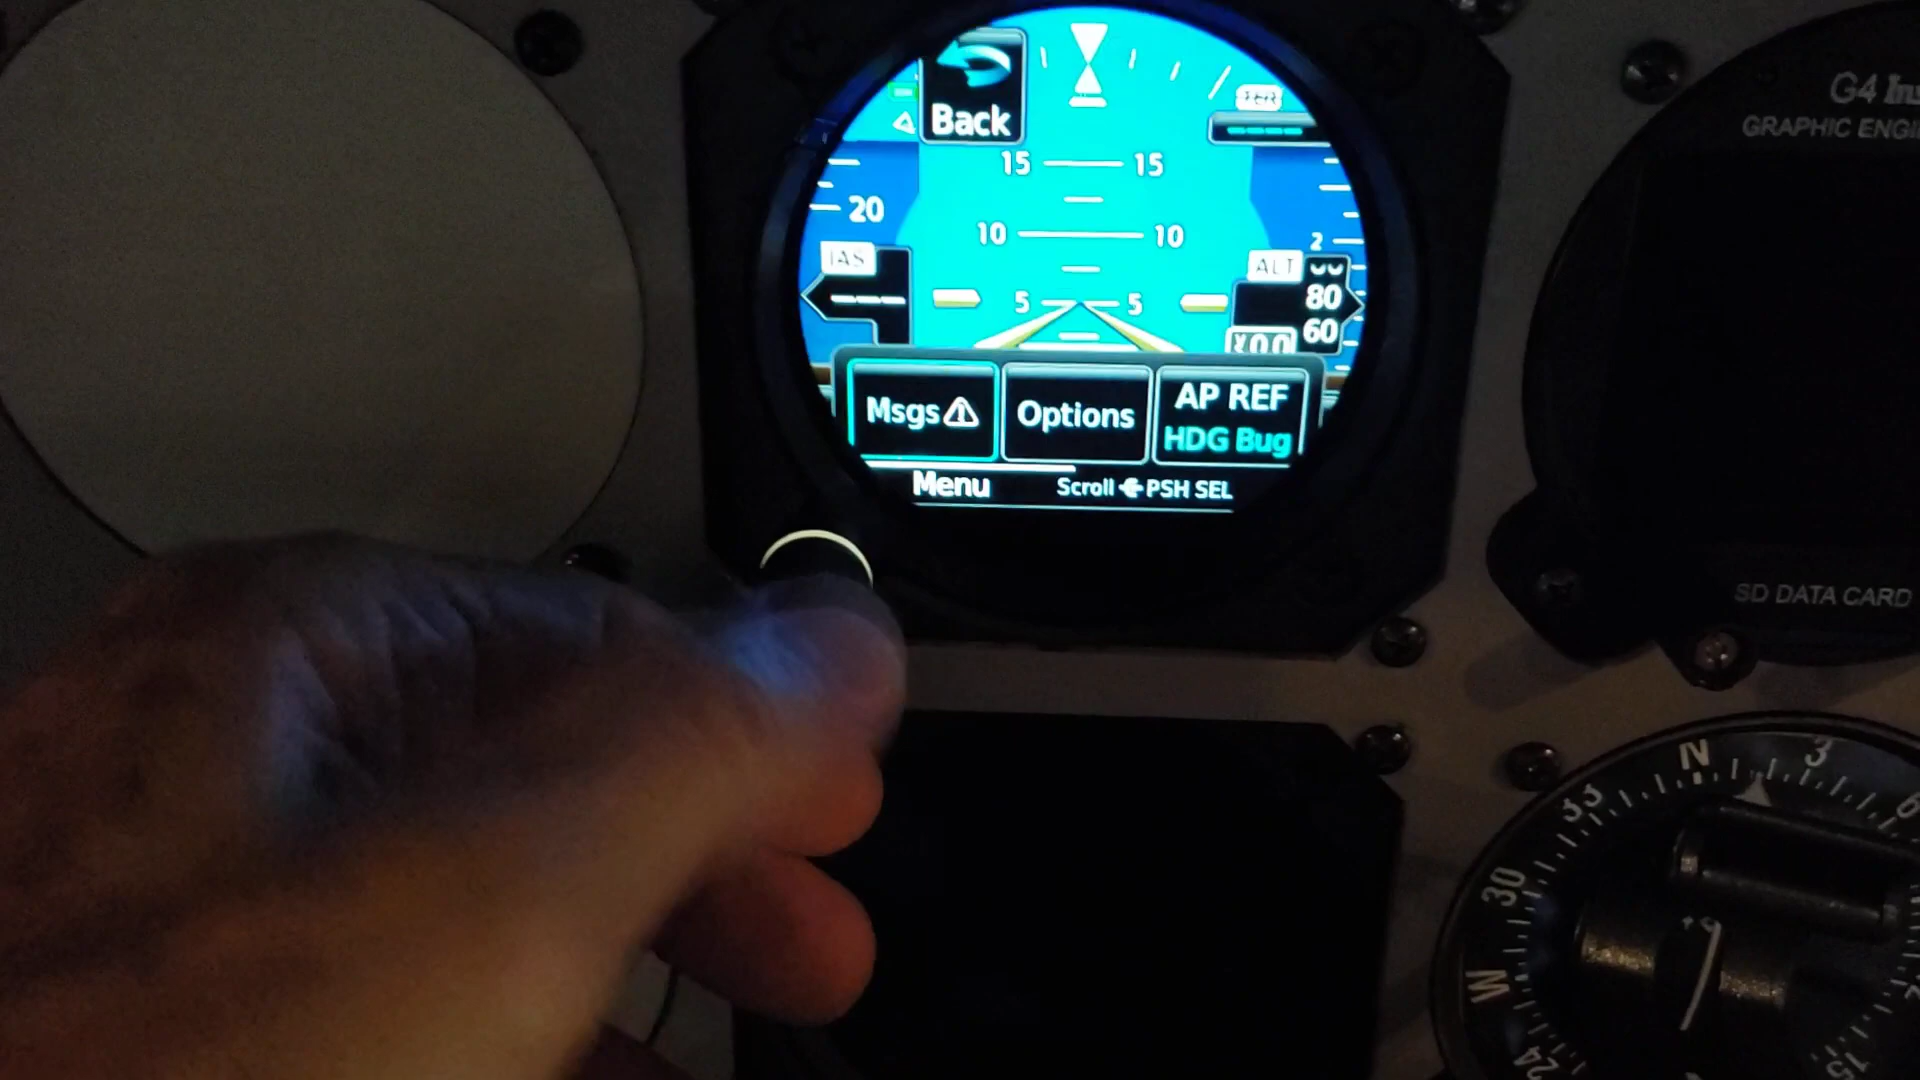 Back
15 15
20
10 10
2
IAS
ALT
80
5 5
60
Msgs
Options
AP REF
HDG Bug
Menu
Scroll PSH SEL
G4
GRAPHIC
SD DATA CARD
N 3
33
6
30
W
24
15